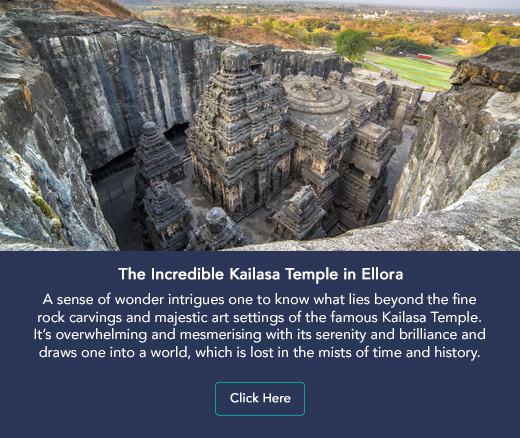 The Incredible Kailasa Temple in Ellora
A sense of wonder intrigues one to know what lies beyond the fine
rock carvings and majestic art settings of the famous Kailasa Temple.
It's overwhelming and mesmerising with its serenity and brilliance and
draws one into a world, which is lost in the mists of time and history.
Click Here